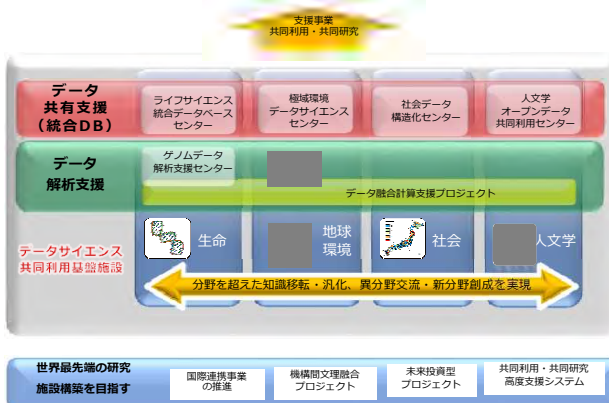 支援事業
共同利用・共同研究
データ
共有支援
（統合DB）
ライフサイエンス
統合データベース
センター
極域環境
データサイエンス
センター
社会データ
構造化センター
人文学
オープンデータ
共同利用センター
データ
解析支援
ゲノムデータ
解析支援センター
データ融合計算支援プロジェクト
データサイエンス
共同利用基盤施設
生命
地球
環境
社会
人文学
分野を超えた知識移転・汎化、異分野交流・新分野創成を実現
世界最先端の研究
施設構築を目指す
国際連携事業
の推進
機構間文理融合
プロジェクト
未来投資型
プロジェクト
共同利用・共同研究
高度支援システム